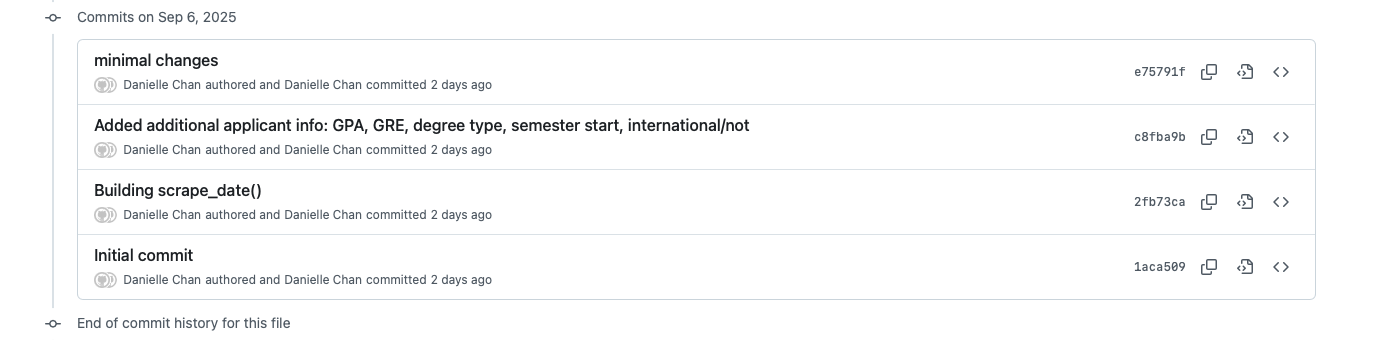 Commits on Sep 6, 2025
minimal changes
Danielle Chan authored and Danielle Chan committed 2 days ago
e75791f
Added additional applicant info: GPA, GRE, degree type, semester start, international/not
Danielle Chan authored and Danielle Chan committed 2 days ago
c8fba9b
Building scrape_date()
Danielle Chan authored and Danielle Chan committed 2 days ago
2fb73ca
Initial commit
Danielle Chan authored and Danielle Chan committed 2 days ago
1aca509
End of commit history for this file